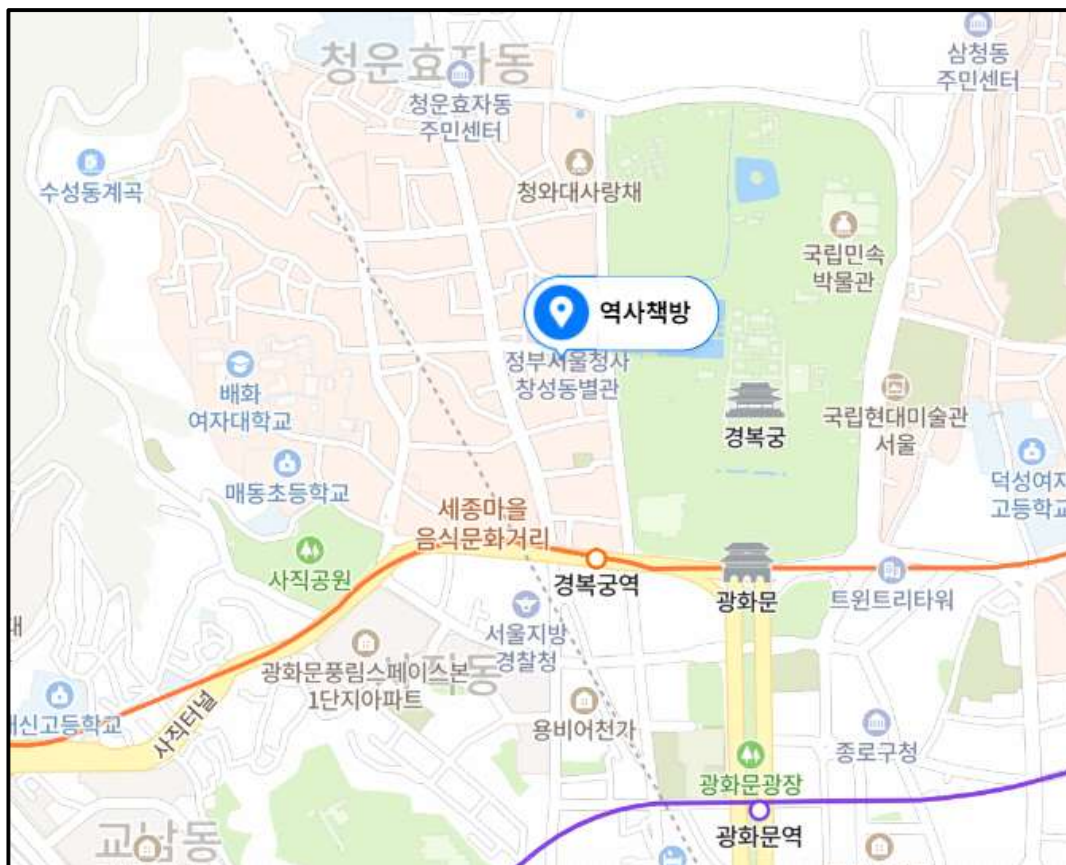 청운효자동
청운효자동
주민센터
삼청동
주민센터
수성동계곡
청와대사랑채
국립민속
박물관
역사책방
정부서울청사
창성동별관
배화
여자대학교
경복궁
국립현대미술관
서울
매동초등학교
덕성여자
고등학교
세종마을
음식문화거리
사직공원
경복궁역
광화문
트윈트리타워
서울지방
경찰청
광화문풍림스페이스본
1단지아파트
사직터널
용비어천가
종로구청
광화문광장
광화문역
교남동